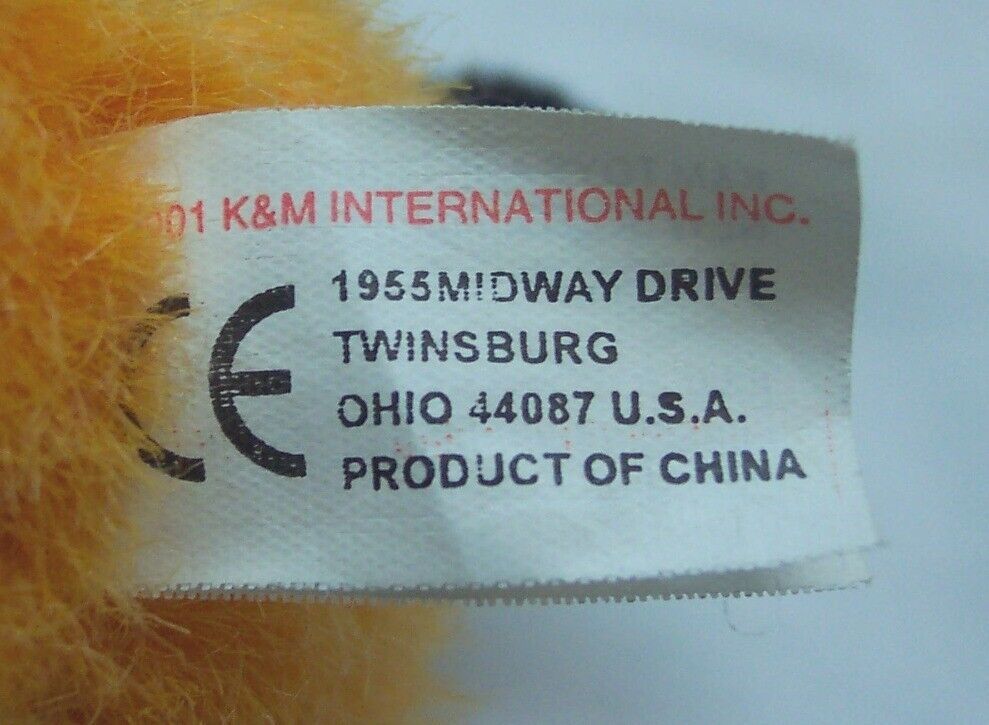 001 K&M INTERNATIONAL INC.
CE
1955MIDWAY DRIVE
TWINSBURG
OHIO 44087 U.S.A.
PRODUCT OF CHINA